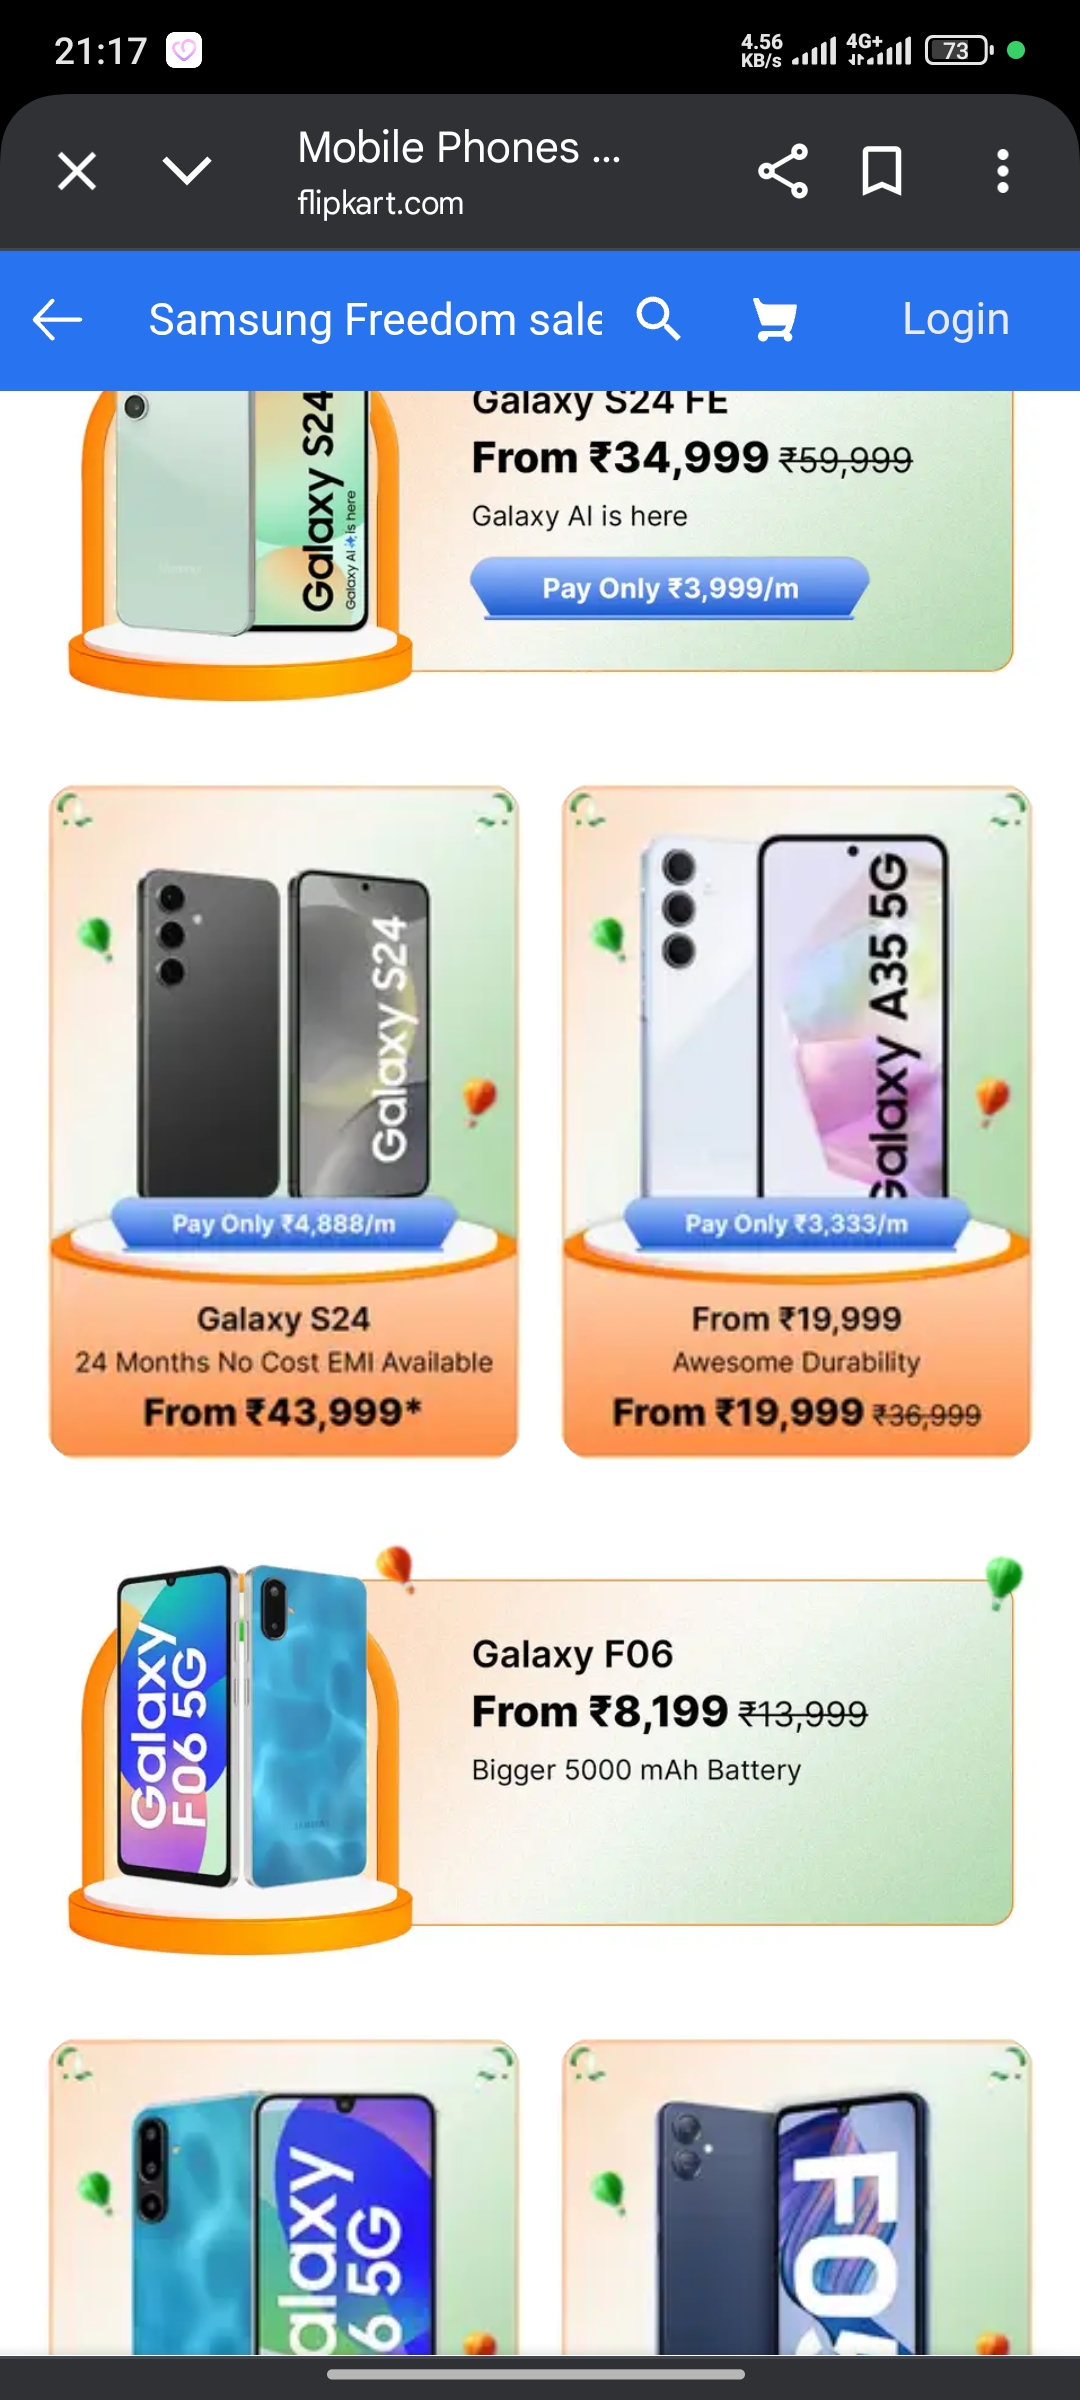 21:17
4.56
KB/s
4G+
73
Mobile Phones ...
flipkart.com
Samsung Freedom sale
Login
Galaxy S24
Galaxy AI is here
Galaxy S24 FE
From ₹34,999 ₹59,999
Galaxy AI is here
Pay Only ₹3,999/m
Galaxy S24
Pay Only ₹4,888/m
Galaxy S24
24 Months No Cost EMI Available
From ₹43,999*
Galaxy A35 5G
Pay Only ₹3,333/m
From ₹19,999
Awesome Durability
From ₹19,999 ₹36,999
Galaxy
F06 5G
SAMSUNG
Galaxy F06
From ₹8,199 ₹13,999
Bigger 5000 mAh Battery
alaxy
6 5G
F0